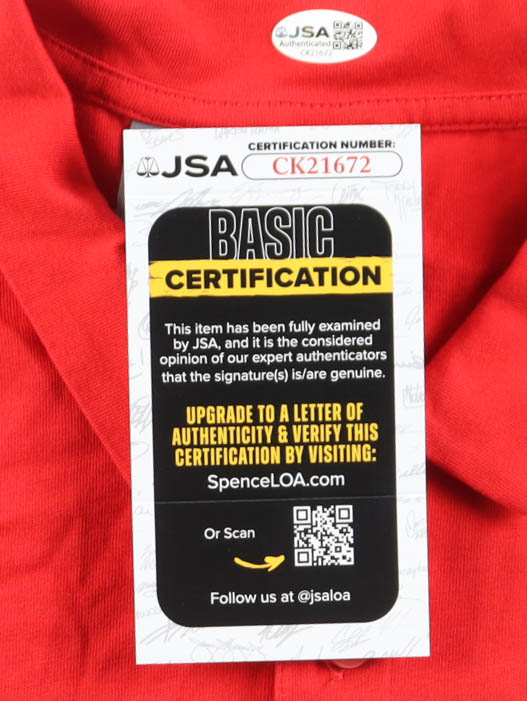 JSA
Authenticated
CK21672
CERTIFICATION NUMBER:
JSA CK21672
BASIC
CERTIFICATION
This item has been fully examined
by JSA, and it is the considered
opinion of our expert authenticators
that the signature(s) is/are genuine.
UPGRADE TO A LETTER OF
AUTHENTICITY & VERIFY THIS
CERTIFICATION BY VISITING:
SpenceLOA.com
Or Scan
Follow us at @jsaloa